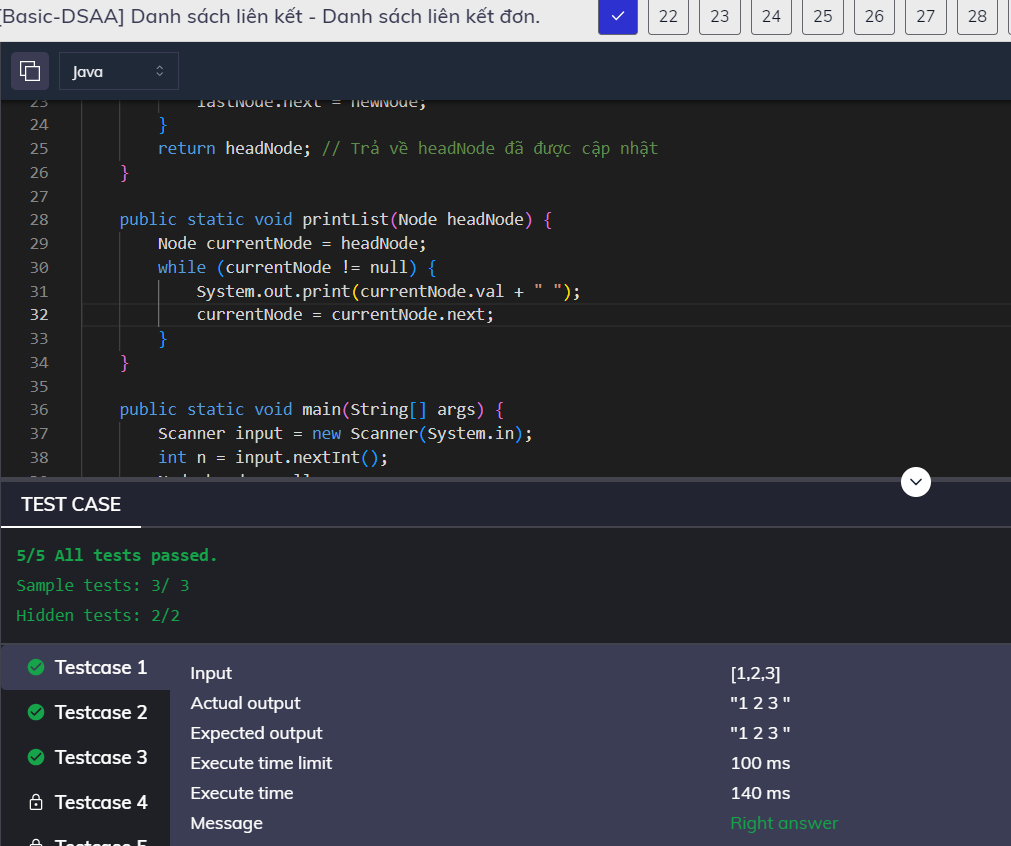 [Basic-DSAA] Danh sách liên kết - Danh sách liên kết đơn.
22 23 24 25 26 27 28
Java
23 lastNode.next = newNode;
24 }
25 return headNode; // Trả về headNode đã được cập nhật
26 }
27
28 public static void printList(Node headNode) {
29 Node currentNode = headNode;
30 while (currentNode != null) {
31 System.out.print(currentNode.val + " ");
32 currentNode = currentNode.next;
33 }
34 }
35
36 public static void main(String[] args) {
37 Scanner input = new Scanner(System.in);
38 int n = input.nextInt();
TEST CASE
5/5 All tests passed.
Sample tests: 3/ 3
Hidden tests: 2/2
Testcase 1
Testcase 2
Testcase 3
Testcase 4
Testcase 5
Input [1,2,3]
Actual output "1 2 3 "
Expected output "1 2 3 "
Execute time limit 100 ms
Execute time 140 ms
Message Right answer